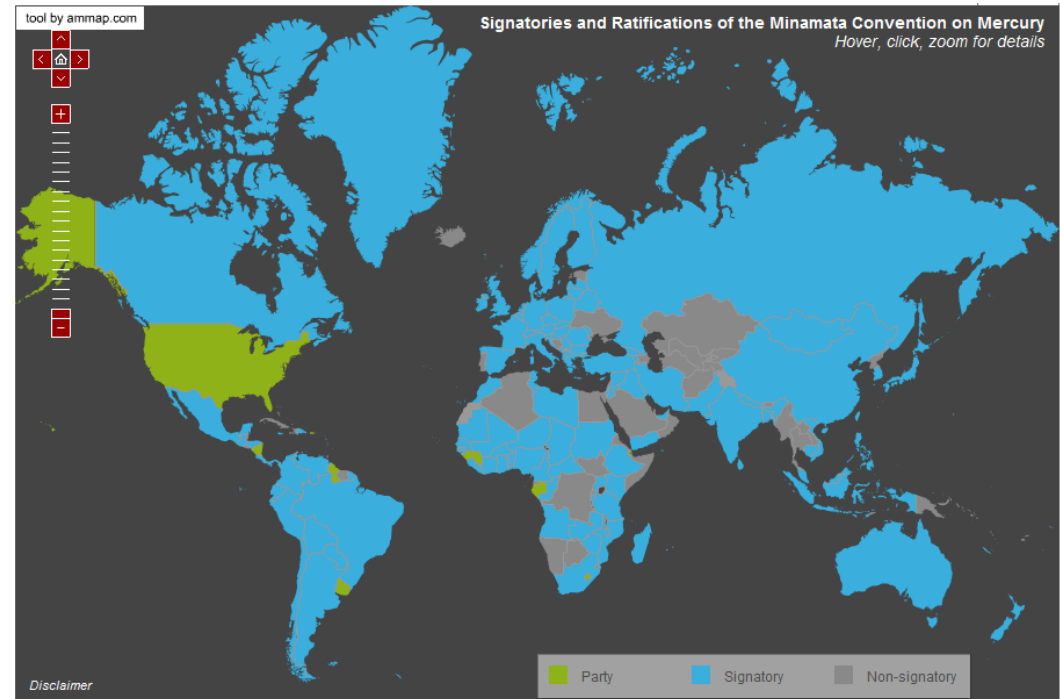 tool by ammap.com
Signatories and Ratifications of the Minamata Convention on Mercury
Hover, click, zoom for details
Party
Signatory
Non-signatory
Disclaimer